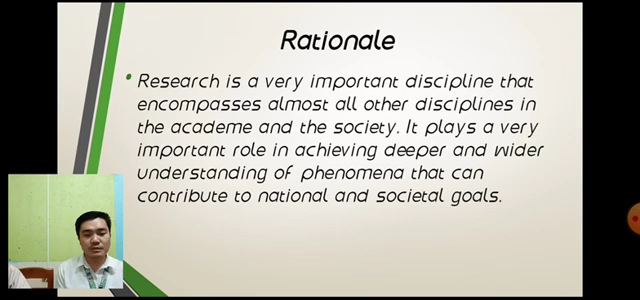 Rationale
• Research is a very important discipline that
encompasses almost all other disciplines in
the academe and the society. It plays a very
important role in achieving deeper and wider
understanding of phenomena that can
contribute to national and societal goals.